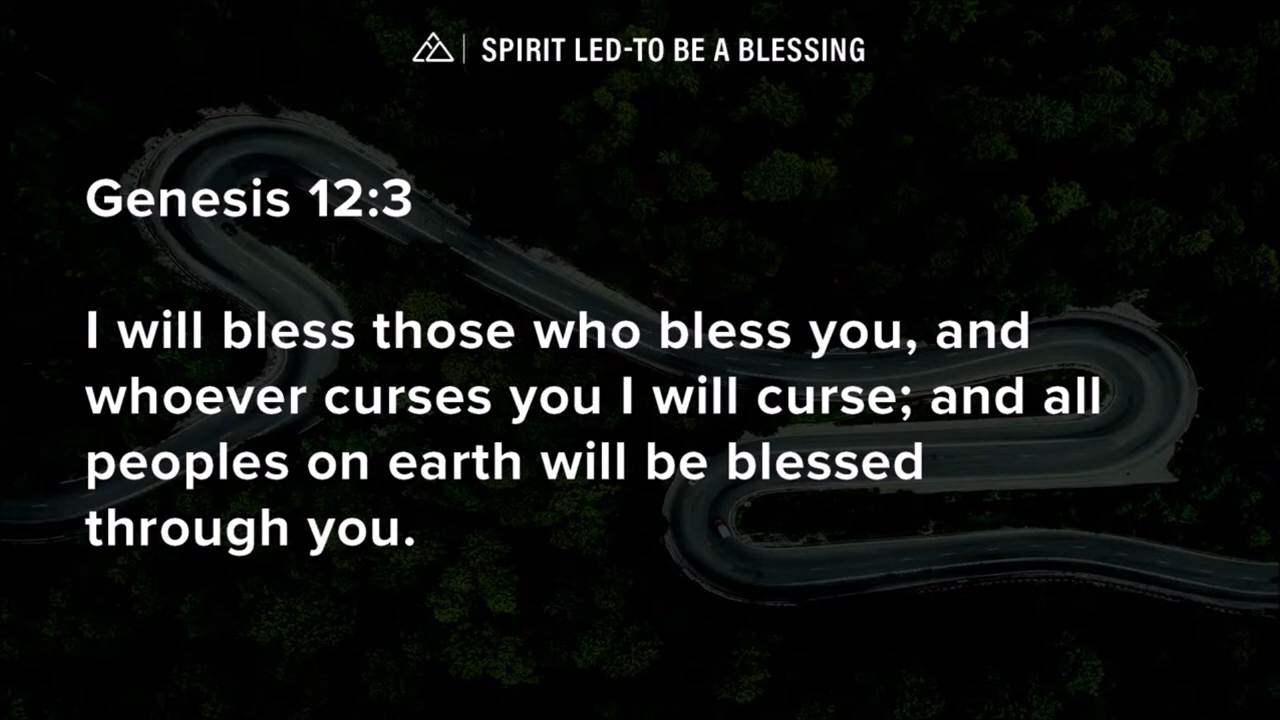 SPIRIT LED-TO BE A BLESSING
Genesis 12:3
I will bless those who bless you, and
whoever curses you I will curse; and all
peoples on earth will be blessed
through you.